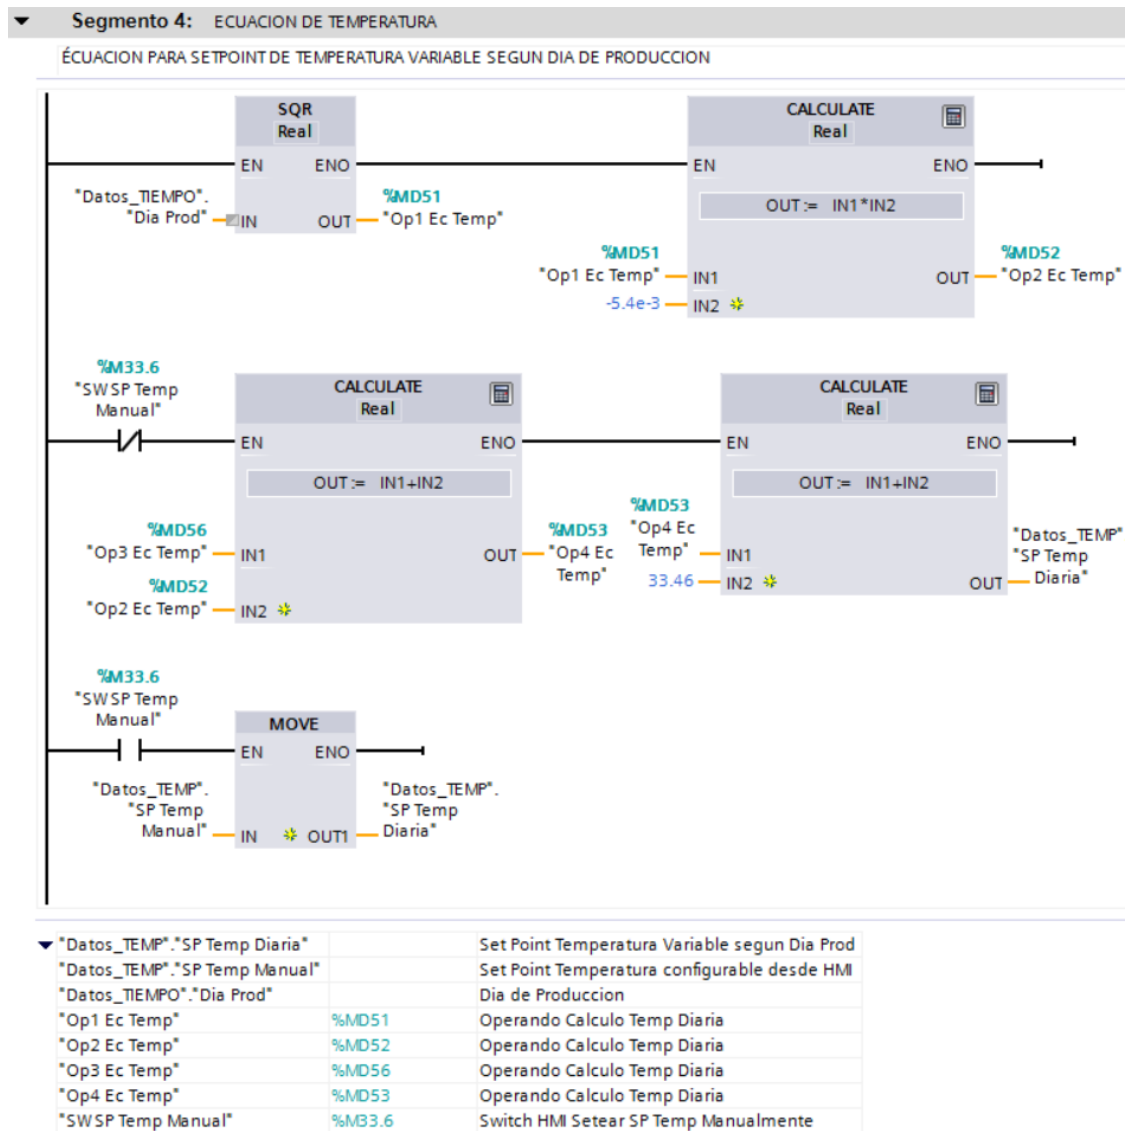 Segmento 4: ECUACION DE TEMPERATURA
ÉCUACION PARA SETPOINT DE TEMPERATURA VARIABLE SEGUN DIA DE PRODUCCION
SQR
Real
EN ENO
"Datos_TIEMPO".
"Dia Prod"
IN OUT
%MD51
"Op1 Ec Temp"
CALCULATE
Real
EN ENO
OUT := IN1*IN2
%MD51
"Op1 Ec Temp"
IN1
-5.4e-3
IN2
OUT
%MD52
"Op2 Ec Temp"
%M33.6
"SW SP Temp
Manual"
CALCULATE
Real
EN ENO
OUT := IN1+IN2
%MD56
"Op3 Ec Temp"
IN1
%MD52
"Op2 Ec Temp"
IN2
OUT
%MD53
"Op4 Ec
Temp"
CALCULATE
Real
EN ENO
OUT := IN1+IN2
%MD53
"Op4 Ec
Temp"
IN1
33.46
IN2
OUT
"Datos_TEMP"
"SP Temp
Diaria"
%M33.6
"SW SP Temp
Manual"
MOVE
EN ENO
"Datos_TEMP".
"SP Temp
Manual"
IN OUT1
"Datos_TEMP".
"SP Temp
Diaria"
"Datos_TEMP"."SP Temp Diaria" Set Point Temperatura Variable segun Dia Prod
"Datos_TEMP"."SP Temp Manual" Set Point Temperatura configurable desde HMI
"Datos_TIEMPO"."Dia Prod" Dia de Produccion
"Op1 Ec Temp" %MD51 Operando Calculo Temp Diaria
"Op2 Ec Temp" %MD52 Operando Calculo Temp Diaria
"Op3 Ec Temp" %MD56 Operando Calculo Temp Diaria
"Op4 Ec Temp" %MD53 Operando Calculo Temp Diaria
"SW SP Temp Manual" %M33.6 Switch HMI Setear SP Temp Manualmente